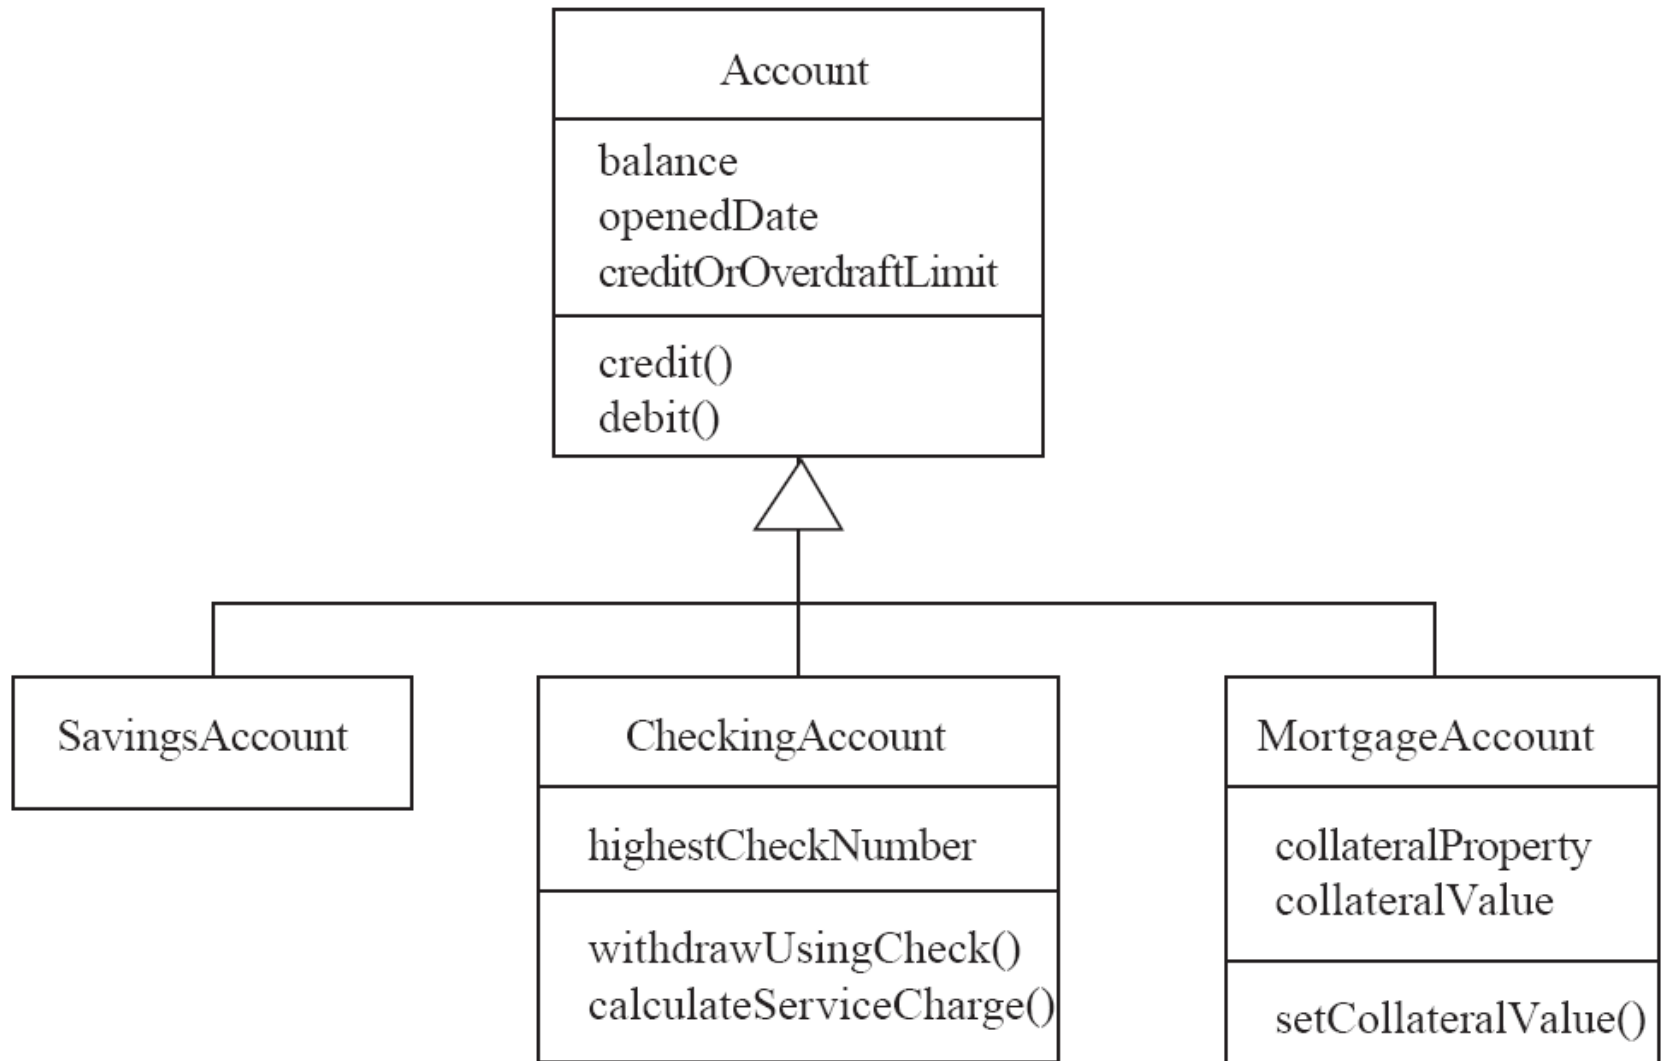 Account
balance
openedDate
creditOrOverdraftLimit
credit()
debit()
SavingsAccount
CheckingAccount
highestCheckNumber
withdrawUsingCheck()
calculateServiceCharge()
MortgageAccount
collateralProperty
collateralValue
setCollateralValue()